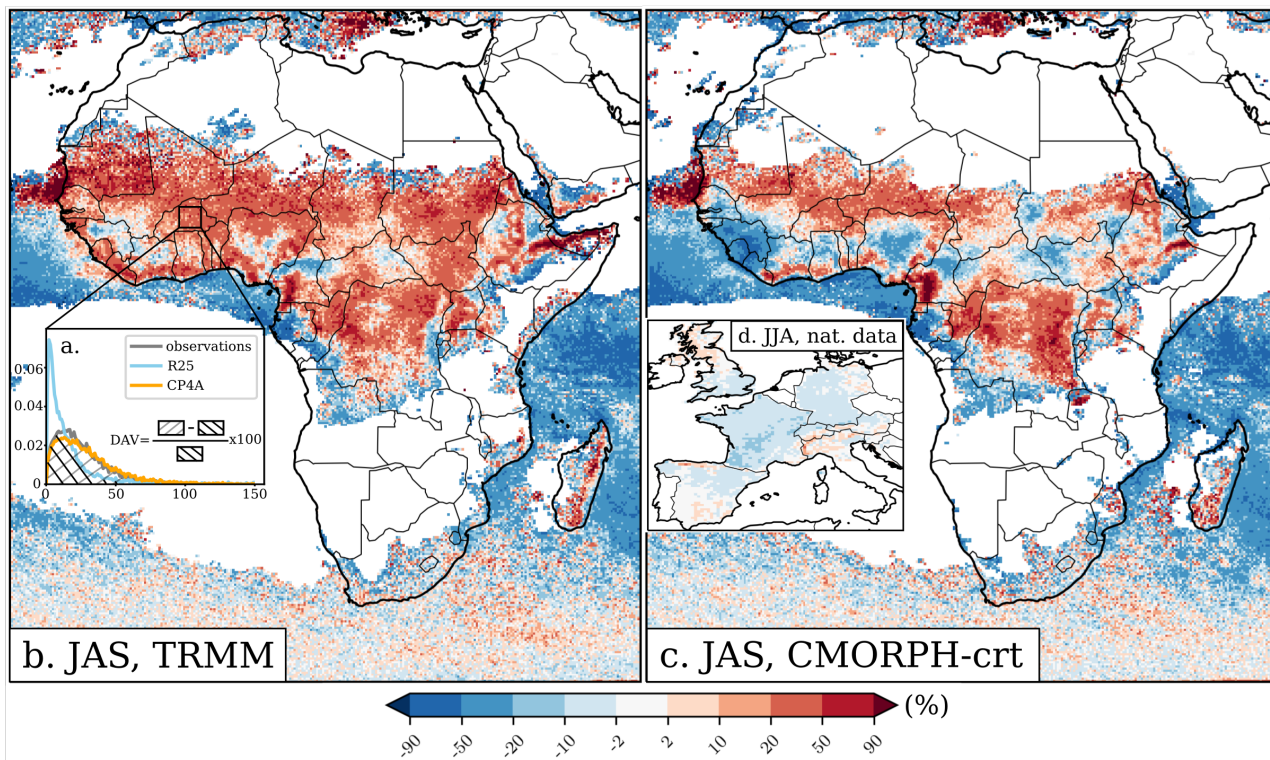 a.
observations
R25
CP4A
0.06
0.04
0.02
0
DAV= - x100
0 50 100 150
b. JAS, TRMM
d. JJA, nat. data
c. JAS, CMORPH-crt
-90 -50 -20 -10 -2 2 10 20 50 90
(%)